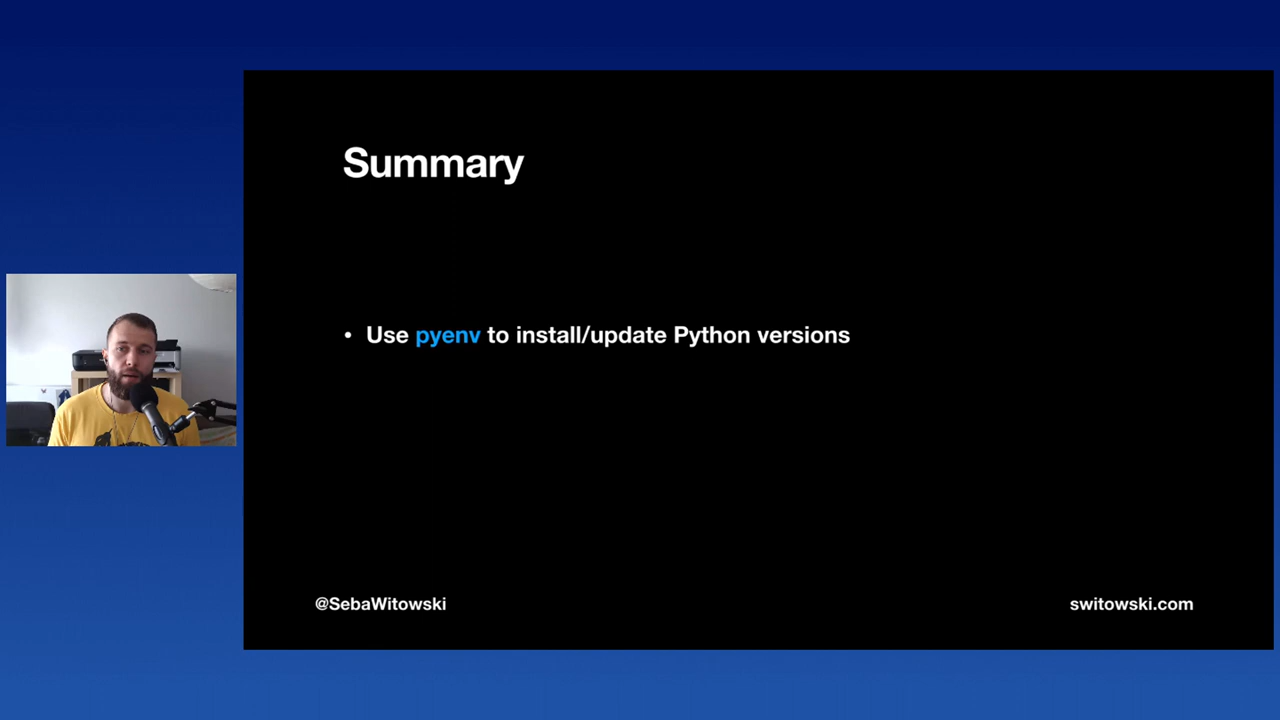 Summary
• Use pyenv to install/update Python versions
@SebaWitowski
switowski.com